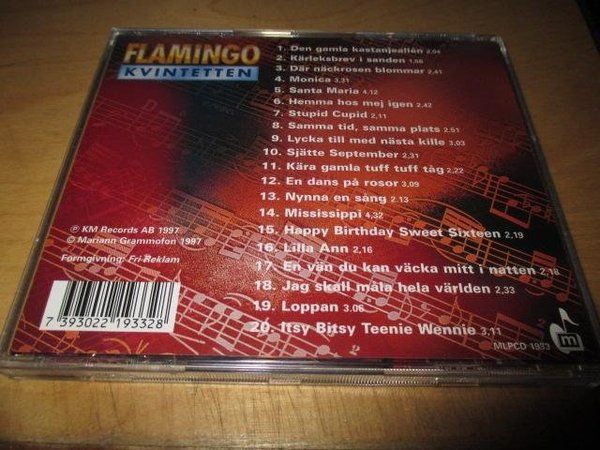 FLAMINGO
KVINTETTEN
1. Den gamla kastanjeallén 2.54
2. Kärleksbrev i sanden 1.56
3. Där näckrosen blommar 2.41
4. Monica 3.31
5. Santa Maria 4.12
6. Hemma hos mej igen 2.42
7. Stupid Cupid 2,11
8. Samma tid, samma plats 2.51
9. Lycka till med nästa kille 3.03
10. Sjätte September 2,31
11. Kära gamla tuff tuff tåg 2,22
12. En dans på rosor 3.09
13. Nynna en sång 2.13
14. Mississippi 4,32
15. Happy Birthday Sweet Sixteen 2,19
16. Lilla Ann 2,16
17. En vän du kan väcka mitt i natten 2,18
18. Jag skall måla hela världen 2,33
19. Loppan 3.06
20. Itsy Bitsy Teenie Wennie 3,11
℗ KM Records AB 1997
© Mariann Grammofon 1997
Formgivning: Fri Reklam
7 393022 193328
m
MLPCD 1933